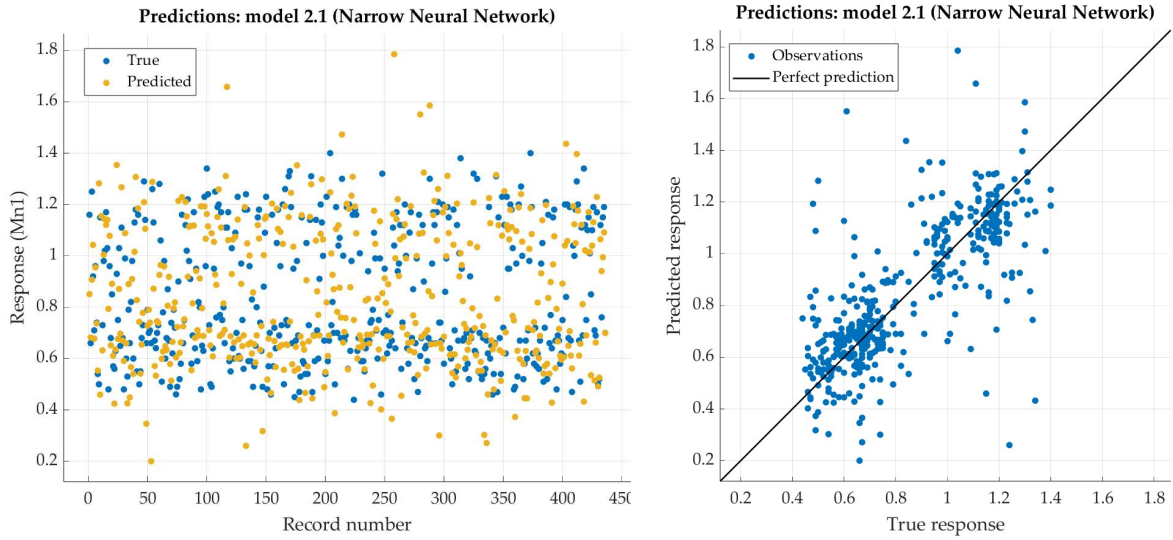 Predictions: model 2.1 (Narrow Neural Network)
True
Predicted
Response (Mn1)
1.8
1.6
1.4
1.2
1
0.8
0.6
0.4
0.2
0 50 100 150 200 250 300 350 400 450
Record number
Predictions: model 2.1 (Narrow Neural Network)
Observations
Perfect prediction
Predicted response
1.8
1.6
1.4
1.2
1
0.8
0.6
0.4
0.2
0.2 0.4 0.6 0.8 1 1.2 1.4 1.6 1.8
True response